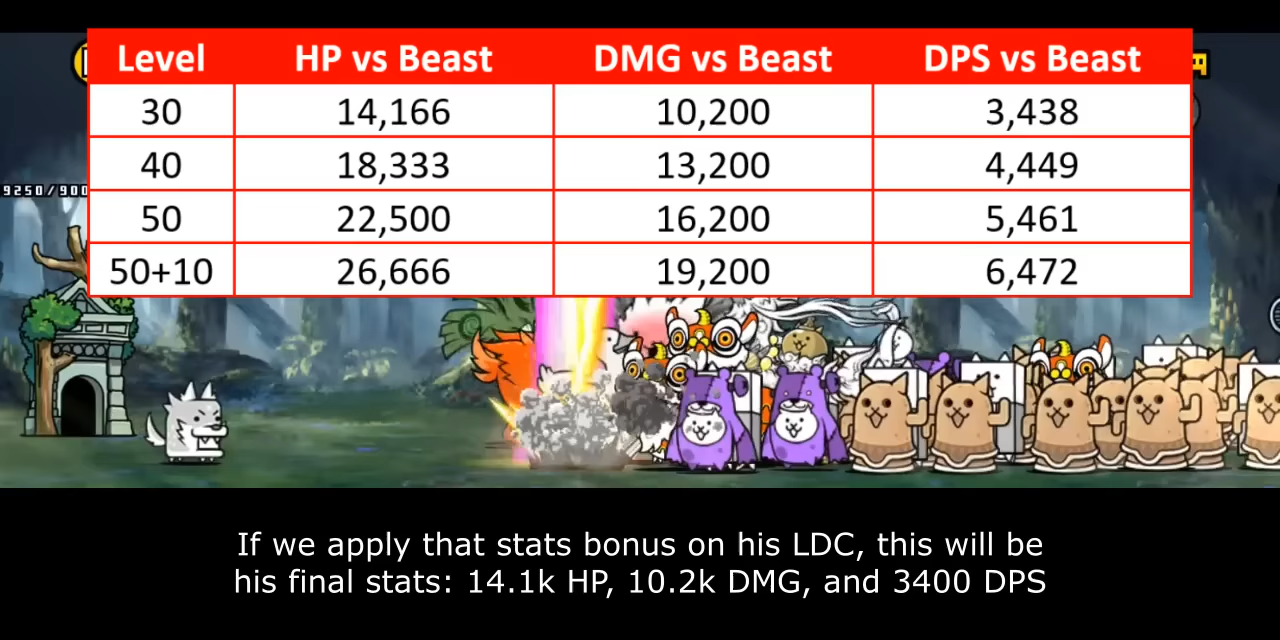 Level HP vs Beast DMG vs Beast DPS vs Beast
30 14,166 10,200 3,438
40 18,333 13,200 4,449
50 22,500 16,200 5,461
50+10 26,666 19,200 6,472
9250/900
If we apply that stats bonus on his LDC, this will be
his final stats: 14.1k HP, 10.2k DMG, and 3400 DPS